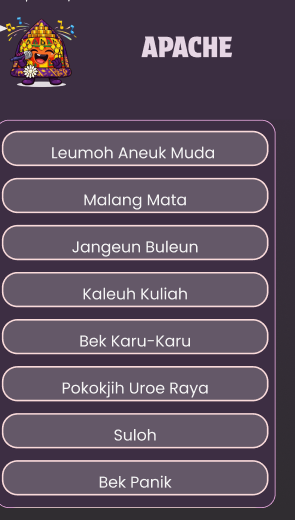 APACHE
Leumoh Aneuk Muda
Malang Mata
Jangeun Buleun
Kaleuh Kuliah
Bek Karu-Karu
Pokokjih Uroe Raya
Suloh
Bek Panik